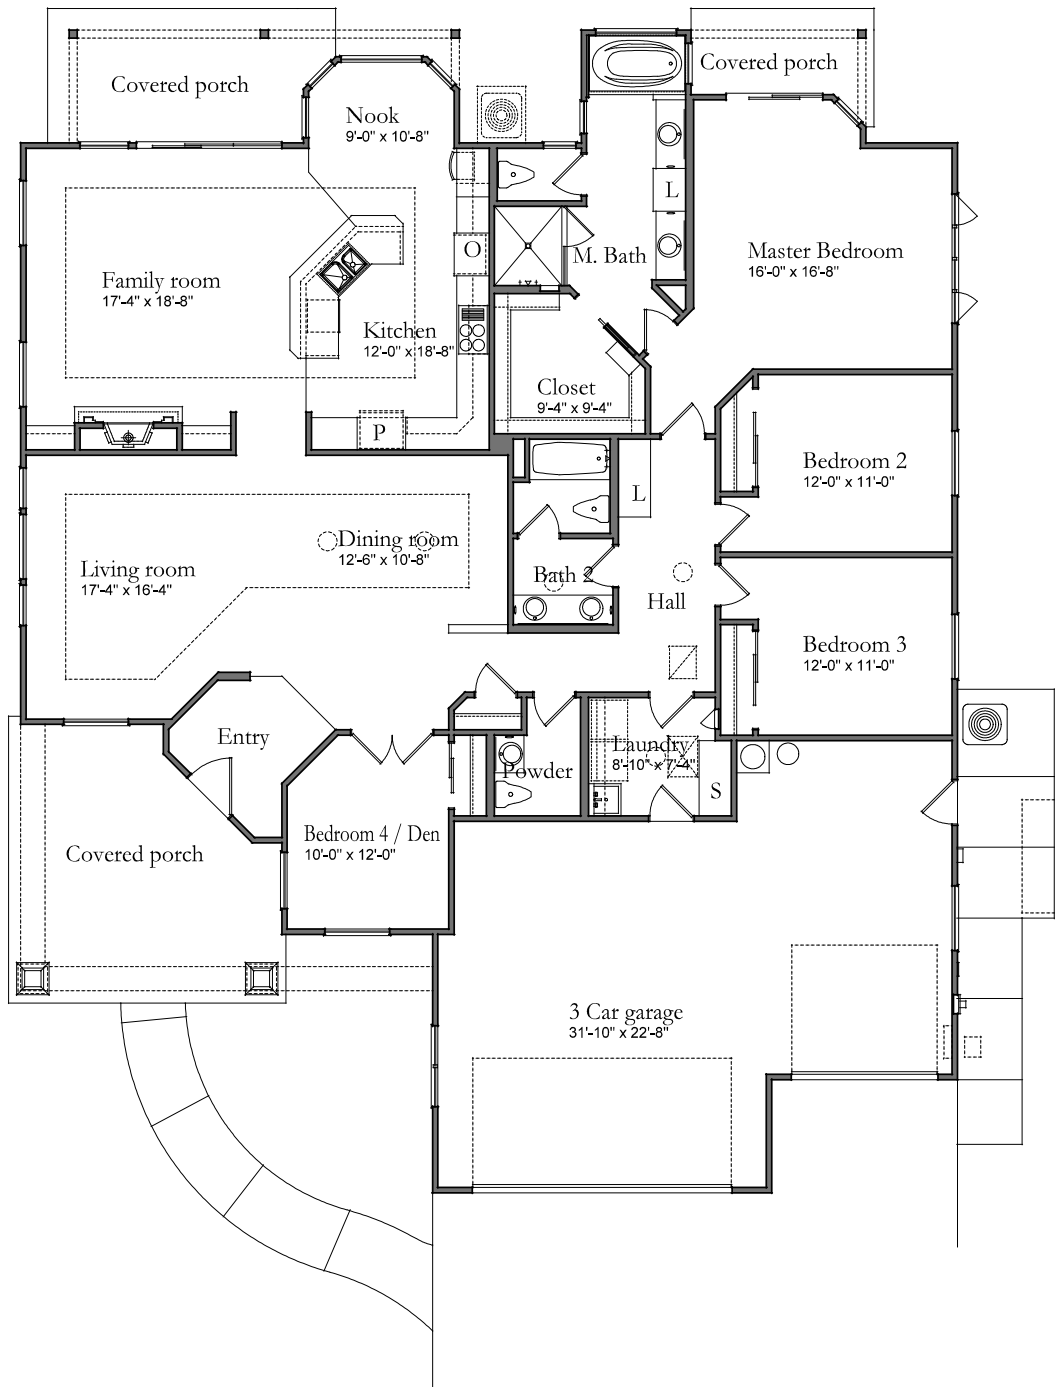 Covered porch
Nook
9'-0" x 10'-8"
Covered porch
L
O
M. Bath
Master Bedroom
16'-0" x 16'-8"
Family room
17'-4" x 18'-8"
Kitchen
12'-0" x 18'-8"
Closet
9'-4" x 9'-4"
P
Bedroom 2
12'-0" x 11'-0"
L
Dining room
12'-6" x 10'-8"
Living room
17'-4" x 16'-4"
Bath 2
Hall
Bedroom 3
12'-0" x 11'-0"
Entry
Laundry
8'-10" x 7'-4"
Powder
S
Bedroom 4 / Den
10'-0" x 12'-0"
Covered porch
3 Car garage
31'-10" x 22'-8"